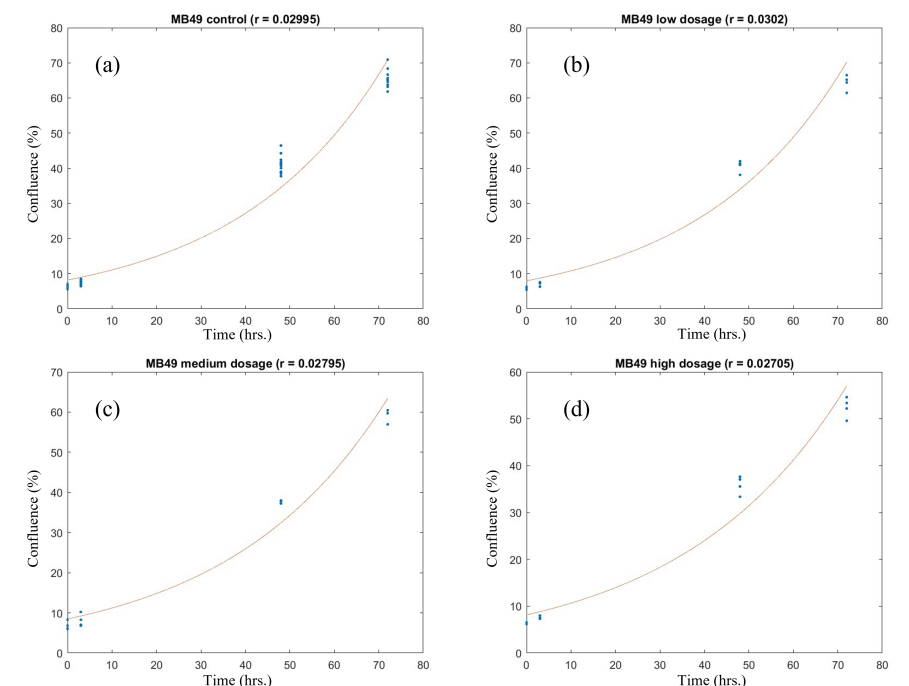 MB49 control (r = 0.02995)
(a)
Confluence (%)
80
70
60
50
40
30
20
10
0
0 10 20 30 40 50 60 70 80
Time (hrs.)
MB49 low dosage (r = 0.0302)
(b)
Confluence (%)
80
70
60
50
40
30
20
10
0
0 10 20 30 40 50 60 70 80
Time (hrs.)
MB49 medium dosage (r = 0.02795)
(c)
Confluence (%)
70
60
50
40
30
20
10
0
0 10 20 30 40 50 60 70 80
Time (hrs.)
MB49 high dosage (r = 0.02705)
(d)
Confluence (%)
60
50
40
30
20
10
0
0 10 20 30 40 50 60 70 80
Time (hrs.)